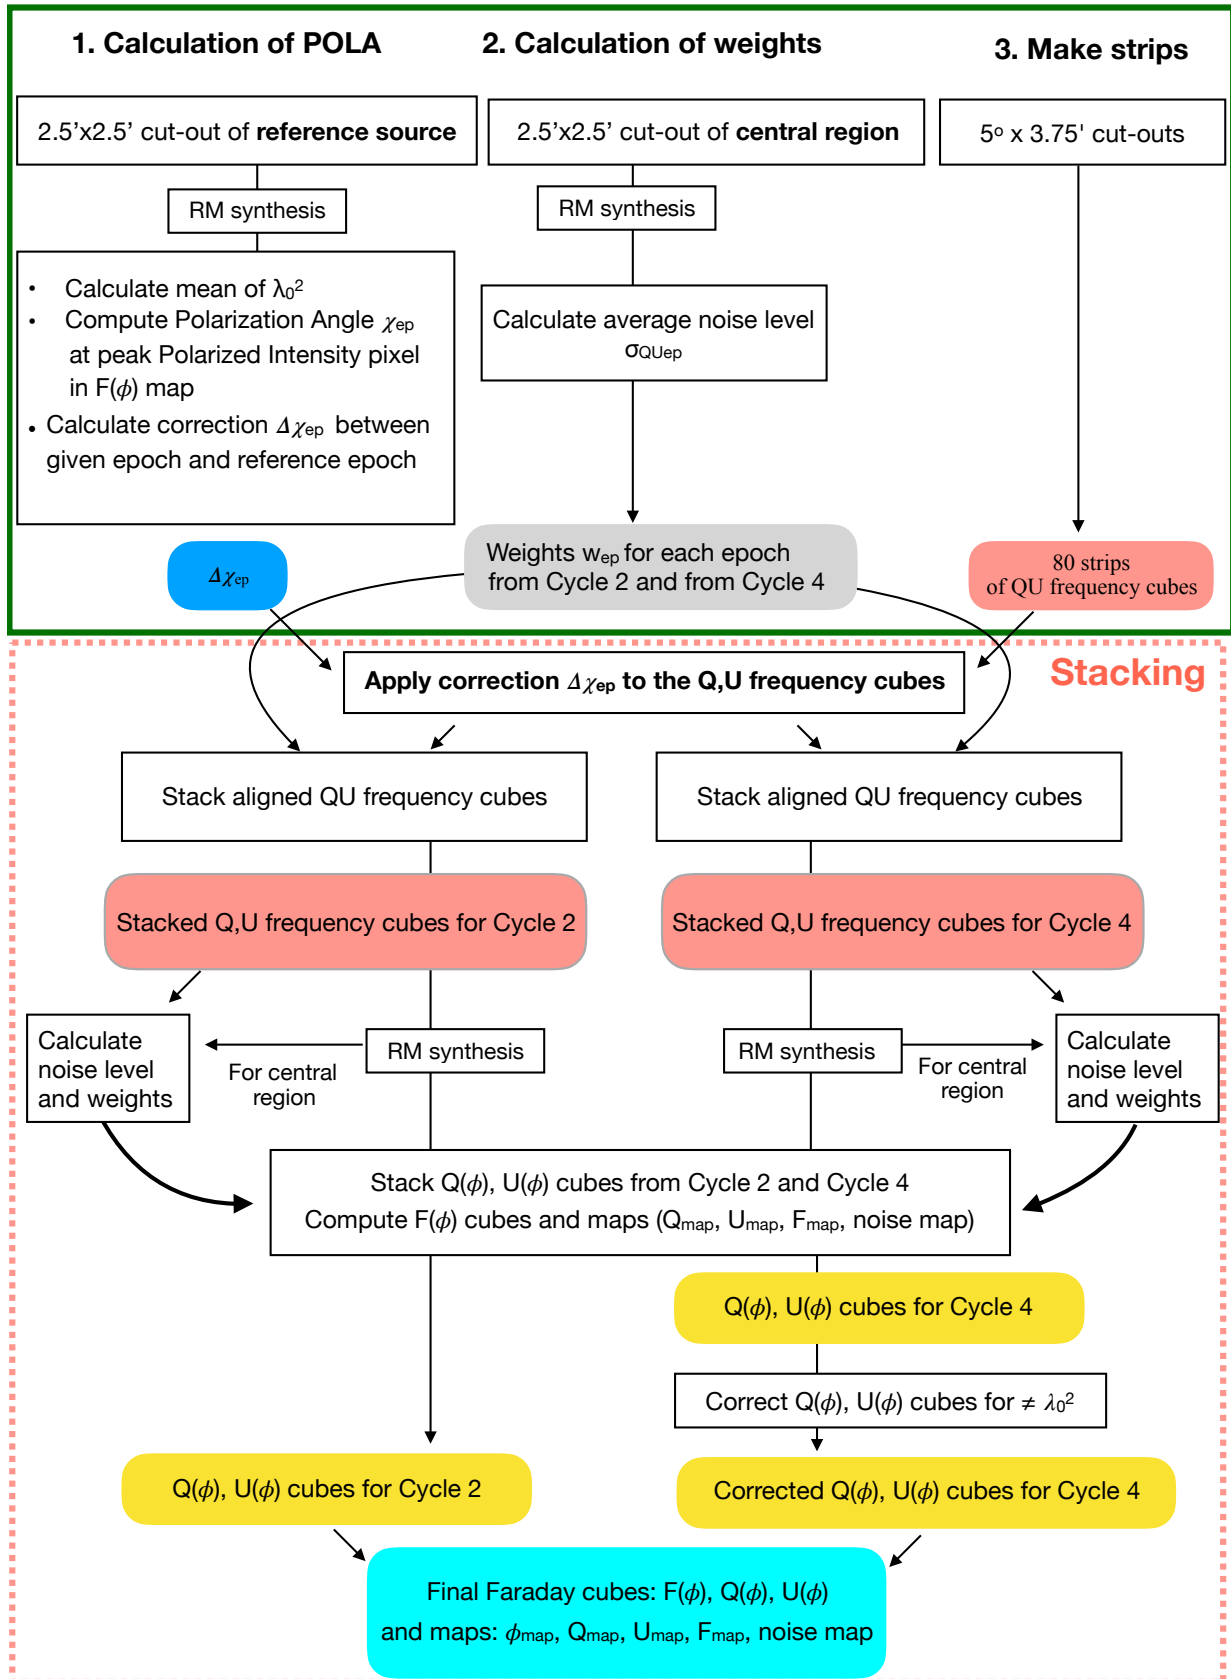 1. Calculation of POLA
2.5’x2.5’ cut-out of reference source
RM synthesis
• Calculate mean of λ₀²
• Compute Polarization Angle χep
at peak Polarized Intensity pixel
in F(ϕ) map
• Calculate correction Δχep between
given epoch and reference epoch
Δχep
2. Calculation of weights
2.5’x2.5’ cut-out of central region
RM synthesis
Calculate average noise level
σQUep
Weights wep for each epoch
from Cycle 2 and from Cycle 4
3. Make strips
5º x 3.75' cut-outs
80 strips
of QU frequency cubes
Stacking
Apply correction Δχep to the Q,U frequency cubes
Stack aligned QU frequency cubes
Stack aligned QU frequency cubes
Stacked Q,U frequency cubes for Cycle 2
Stacked Q,U frequency cubes for Cycle 4
Calculate
noise level
and weights
For central
region
RM synthesis
RM synthesis
For central
region
Calculate
noise level
and weights
Stack Q(ϕ), U(ϕ) cubes from Cycle 2 and Cycle 4
Compute F(ϕ) cubes and maps (Qmap, Umap, Fmap, noise map)
Q(ϕ), U(ϕ) cubes for Cycle 4
Correct Q(ϕ), U(ϕ) cubes for ≠ λ₀²
Q(ϕ), U(ϕ) cubes for Cycle 2
Corrected Q(ϕ), U(ϕ) cubes for Cycle 4
Final Faraday cubes: F(ϕ), Q(ϕ), U(ϕ)
and maps: ϕmap, Qmap, Umap, Fmap, noise map